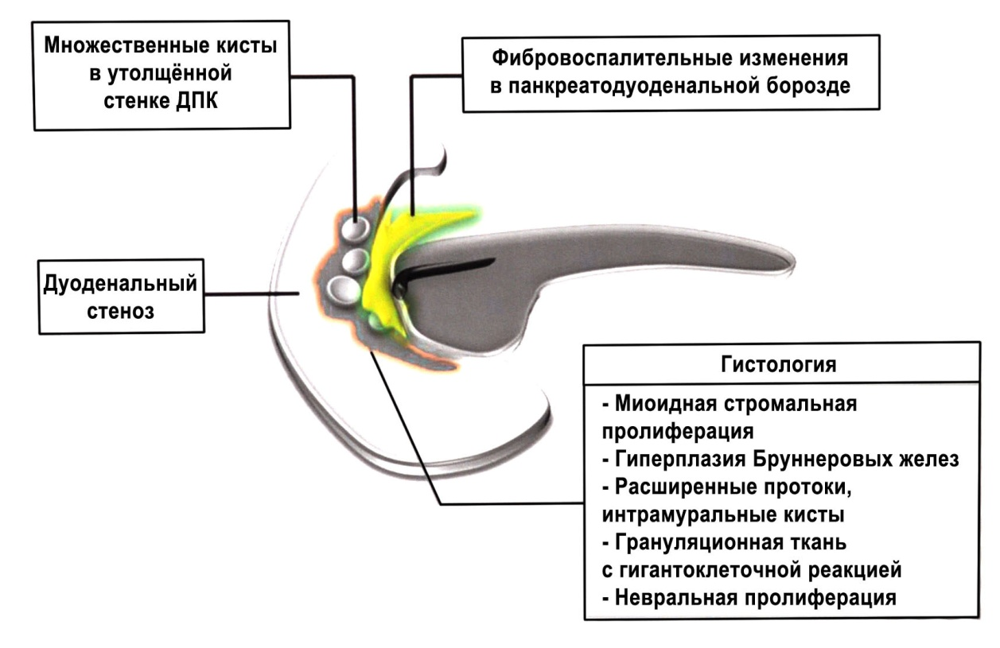 Множественные кисты
в утолщённой
стенке ДПК
Фибровоспалительные изменения
в панкреатодуоденальной борозде
Дуоденальный
стеноз
Гистология
- Миоидная стромальная
пролиферация
- Гиперплазия Бруннеровых желез
- Расширенные протоки,
интрамуральные кисты
- Грануляционная ткань
с гигантоклеточной реакцией
- Невральная пролиферация